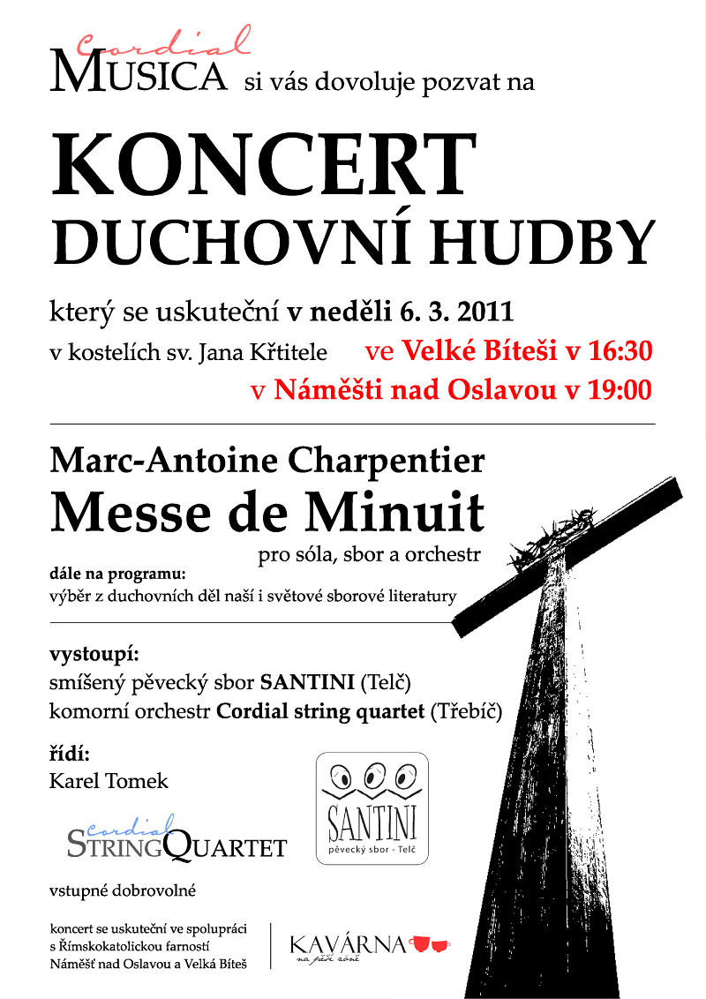 Cordial
MUSICA si vás dovoluje pozvat na
KONCERT
DUCHOVNÍ HUDBY
který se uskuteční v neděli 6. 3. 2011
v kostelích sv. Jana Křtitele ve Velké Bíteši v 16:30
v Náměšti nad Oslavou v 19:00
Marc-Antoine Charpentier
Messe de Minuit
pro sóla, sbor a orchestr
dále na programu:
výběr z duchovních děl naší i světové sborové literatury
vystoupí:
smíšený pěvecký sbor SANTINI (Telč)
komorní orchestr Cordial string quartet (Třebíč)
řídí:
Karel Tomek
cordial
STRINGQUARTET
SANTINI
pěvecký sbor - Telč
vstupné dobrovolné
koncert se uskuteční ve spolupráci
s Římskokatolickou farností
Náměšť nad Oslavou a Velká Bíteš
KAVÁRNA
na pěší zóně